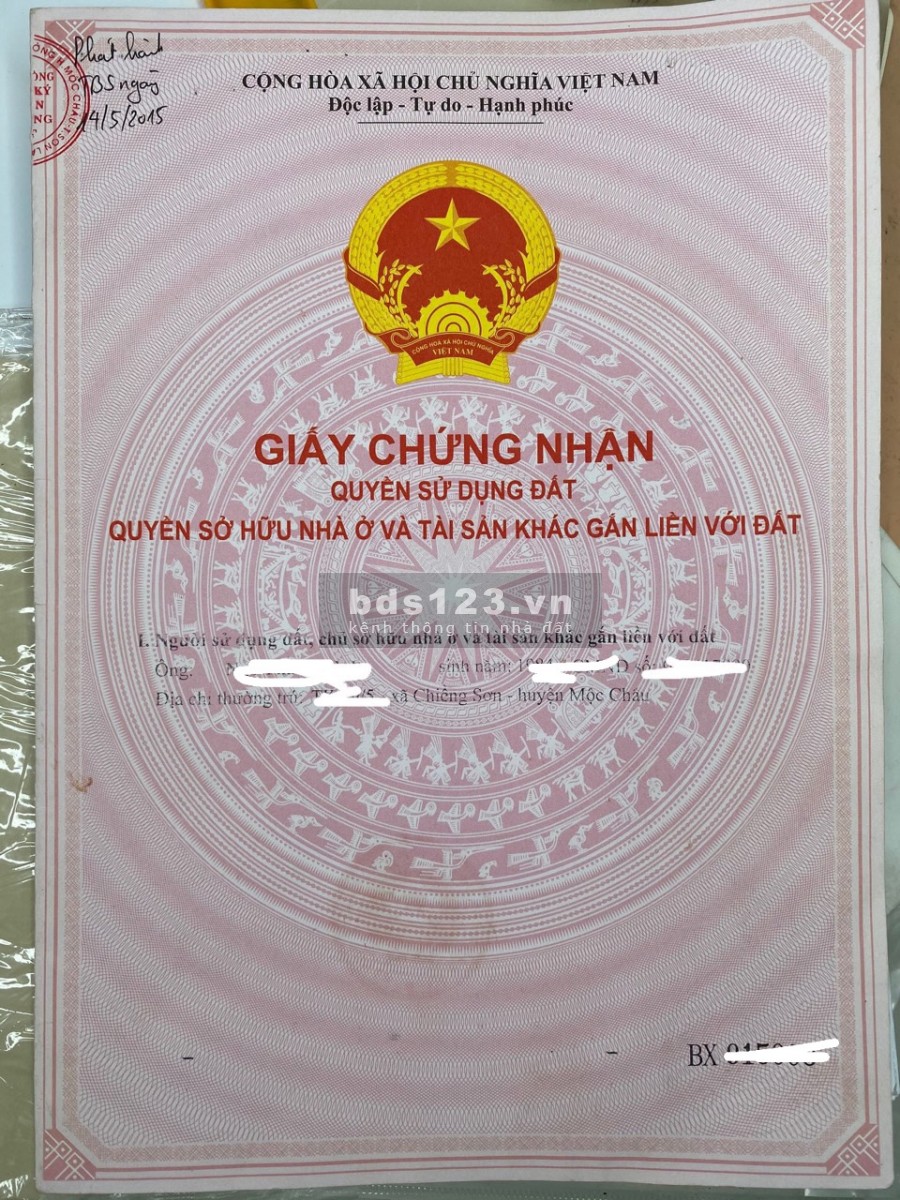 Phát hành
TBS ngày
14/5/2015
CỘNG HÒA XÃ HỘI CHỦ NGHĨA VIỆT NAM
Độc lập - Tự do - Hạnh phúc
CỘNG HOÀ XÃ HỘI CHỦ NGHĨA
VIỆT NAM
GIẤY CHỨNG NHẬN
QUYỀN SỬ DỤNG ĐẤT
QUYỀN SỞ HỮU NHÀ Ở VÀ TÀI SẢN KHÁC GẮN LIỀN VỚI ĐẤT
bds123.vn
kênh thông tin nhà đất
I. Người sử dụng đất, chủ sở hữu nhà ở và tài sản khác gắn liền với đất
Ông. sinh năm: số:
Địa chỉ thường trú: xã Chiềng Sơn - huyện Mộc Châu
BX